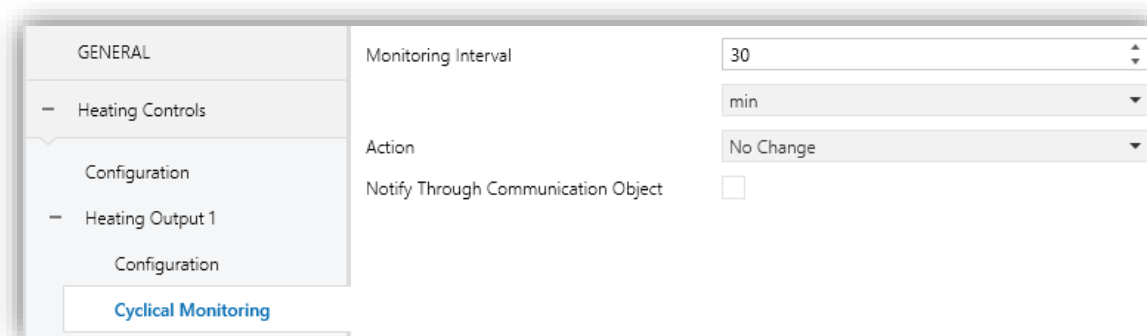 GENERAL
Heating Controls
Configuration
Heating Output 1
Configuration
Cyclical Monitoring
Monitoring Interval
30
min
Action
No Change
Notify Through Communication Object